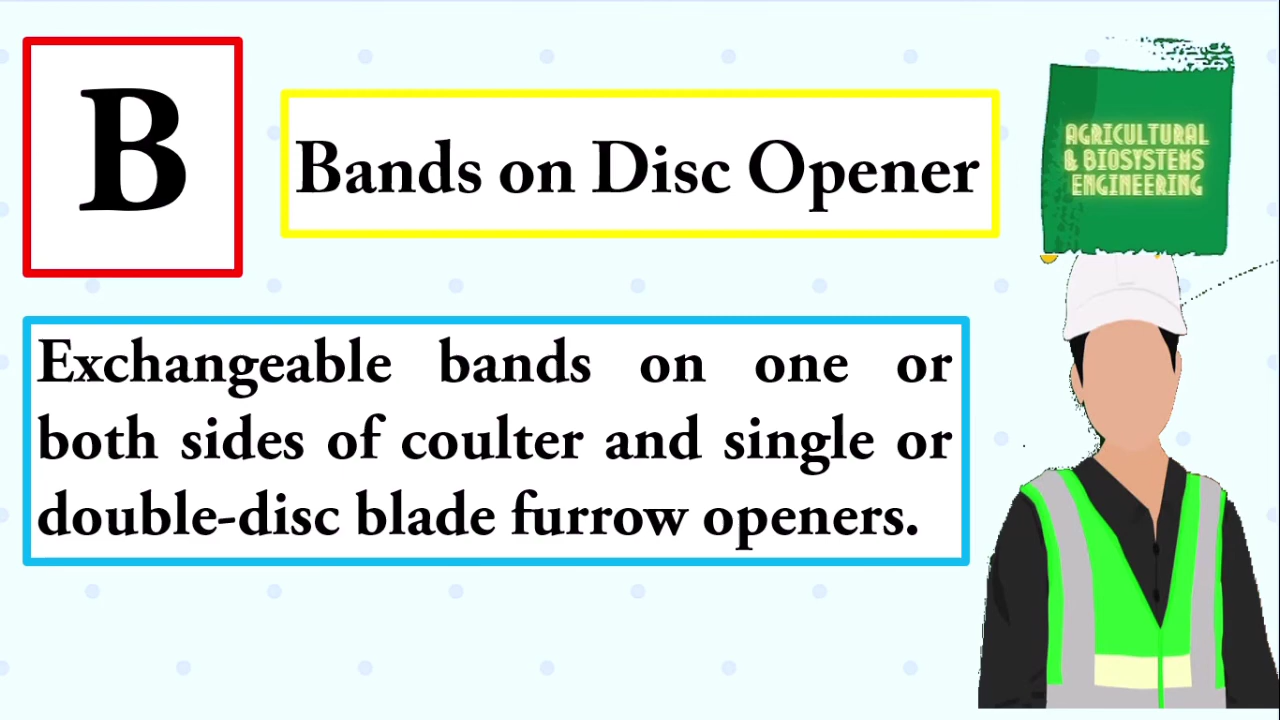 B
Bands on Disc Opener
AGRICULTURAL
& BIOSYSTEMS
ENGINEERING
Exchangeable bands on one or
both sides of coulter and single or
double-disc blade furrow openers.